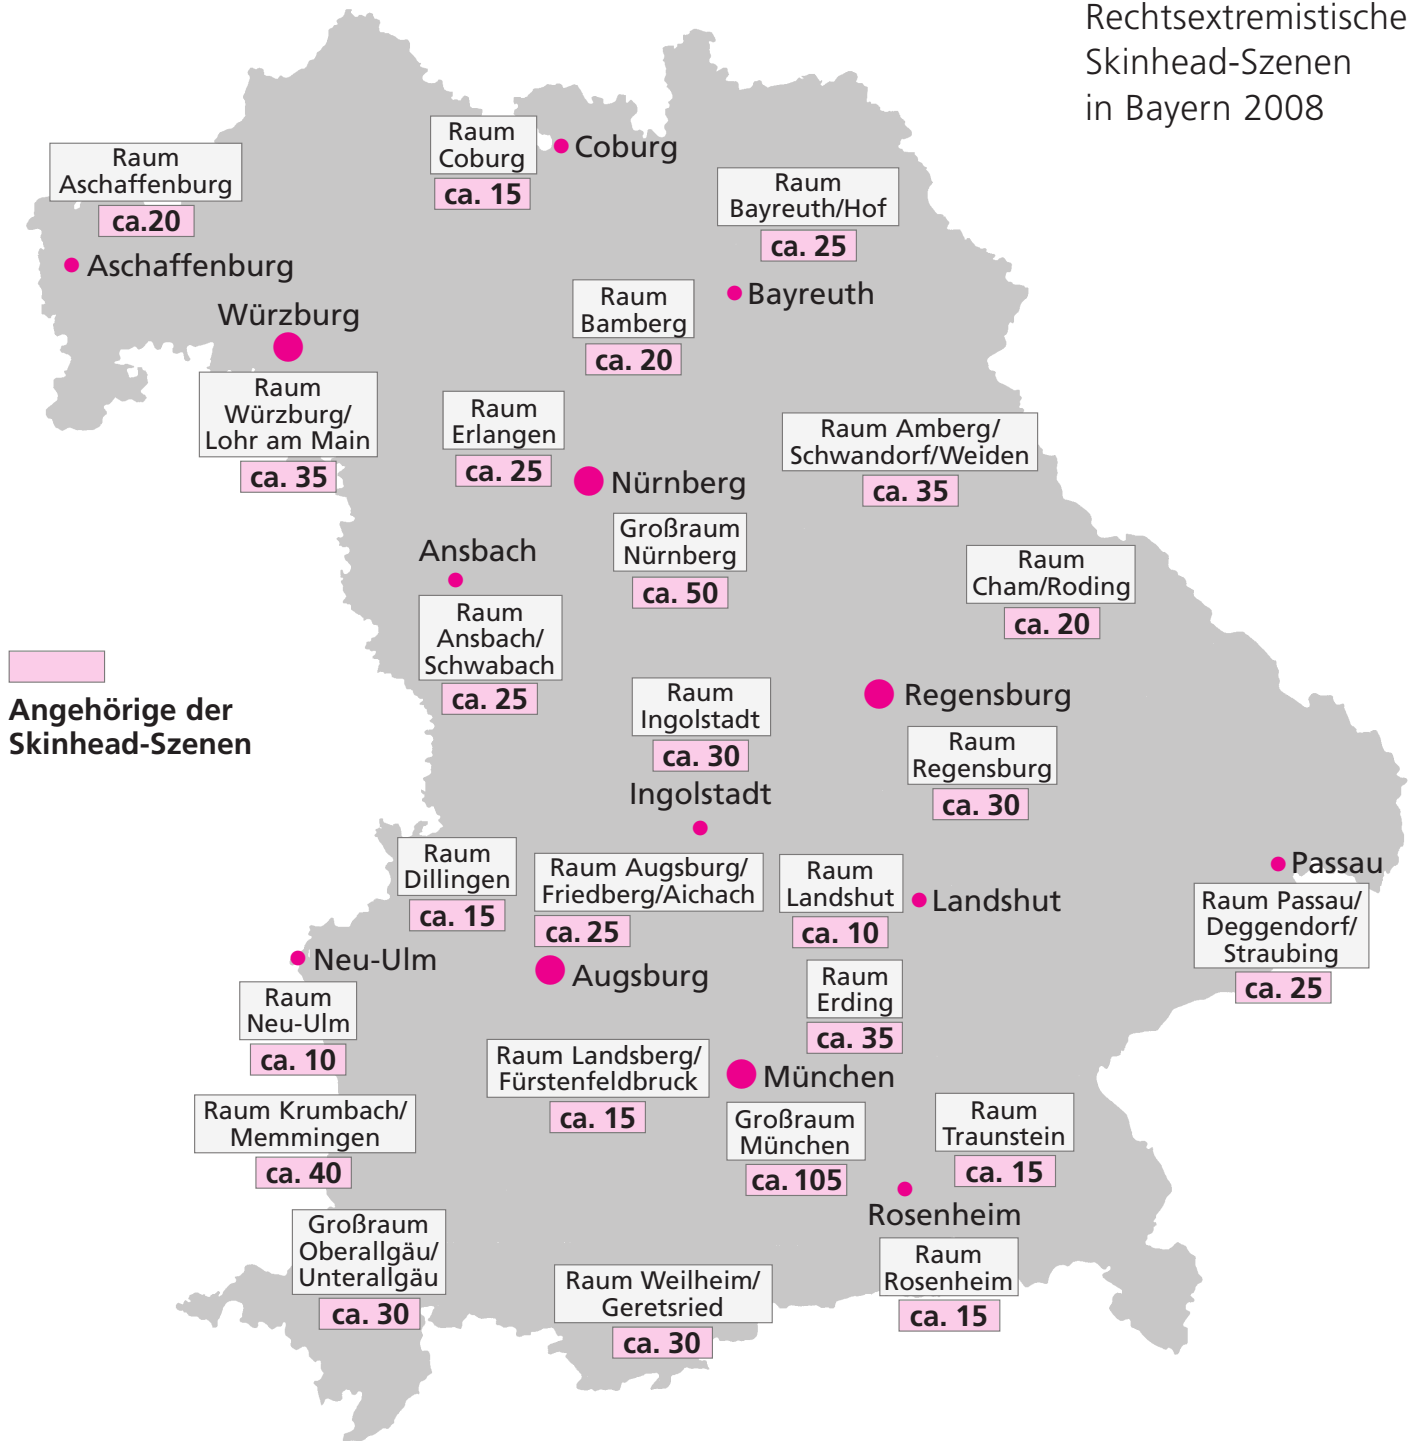 Rechtsextremistische
Skinhead-Szenen
in Bayern 2008
Raum
Aschaffenburg
ca.20
Aschaffenburg
Raum
Coburg
ca. 15
Coburg
Raum
Bayreuth/Hof
ca. 25
Bayreuth
Raum
Bamberg
ca. 20
Würzburg
Raum
Würzburg/
Lohr am Main
ca. 35
Raum
Erlangen
ca. 25
Nürnberg
Großraum
Nürnberg
ca. 50
Raum Amberg/
Schwandorf/Weiden
ca. 35
Ansbach
Raum
Ansbach/
Schwabach
ca. 25
Raum
Cham/Roding
ca. 20
Angehörige der
Skinhead-Szenen
Raum
Ingolstadt
ca. 30
Ingolstadt
Regensburg
Raum
Regensburg
ca. 30
Raum
Dillingen
ca. 15
Raum Augsburg/
Friedberg/Aichach
ca. 25
Augsburg
Raum
Landshut
ca. 10
Landshut
Passau
Raum Passau/
Deggendorf/
Straubing
ca. 25
Neu-Ulm
Raum
Neu-Ulm
ca. 10
Raum
Erding
ca. 35
Raum Landsberg/
Fürstenfeldbruck
ca. 15
München
Großraum
München
ca. 105
Raum Krumbach/
Memmingen
ca. 40
Raum
Traunstein
ca. 15
Rosenheim
Raum
Rosenheim
ca. 15
Großraum
Oberallgäu/
Unterallgäu
ca. 30
Raum Weilheim/
Geretsried
ca. 30